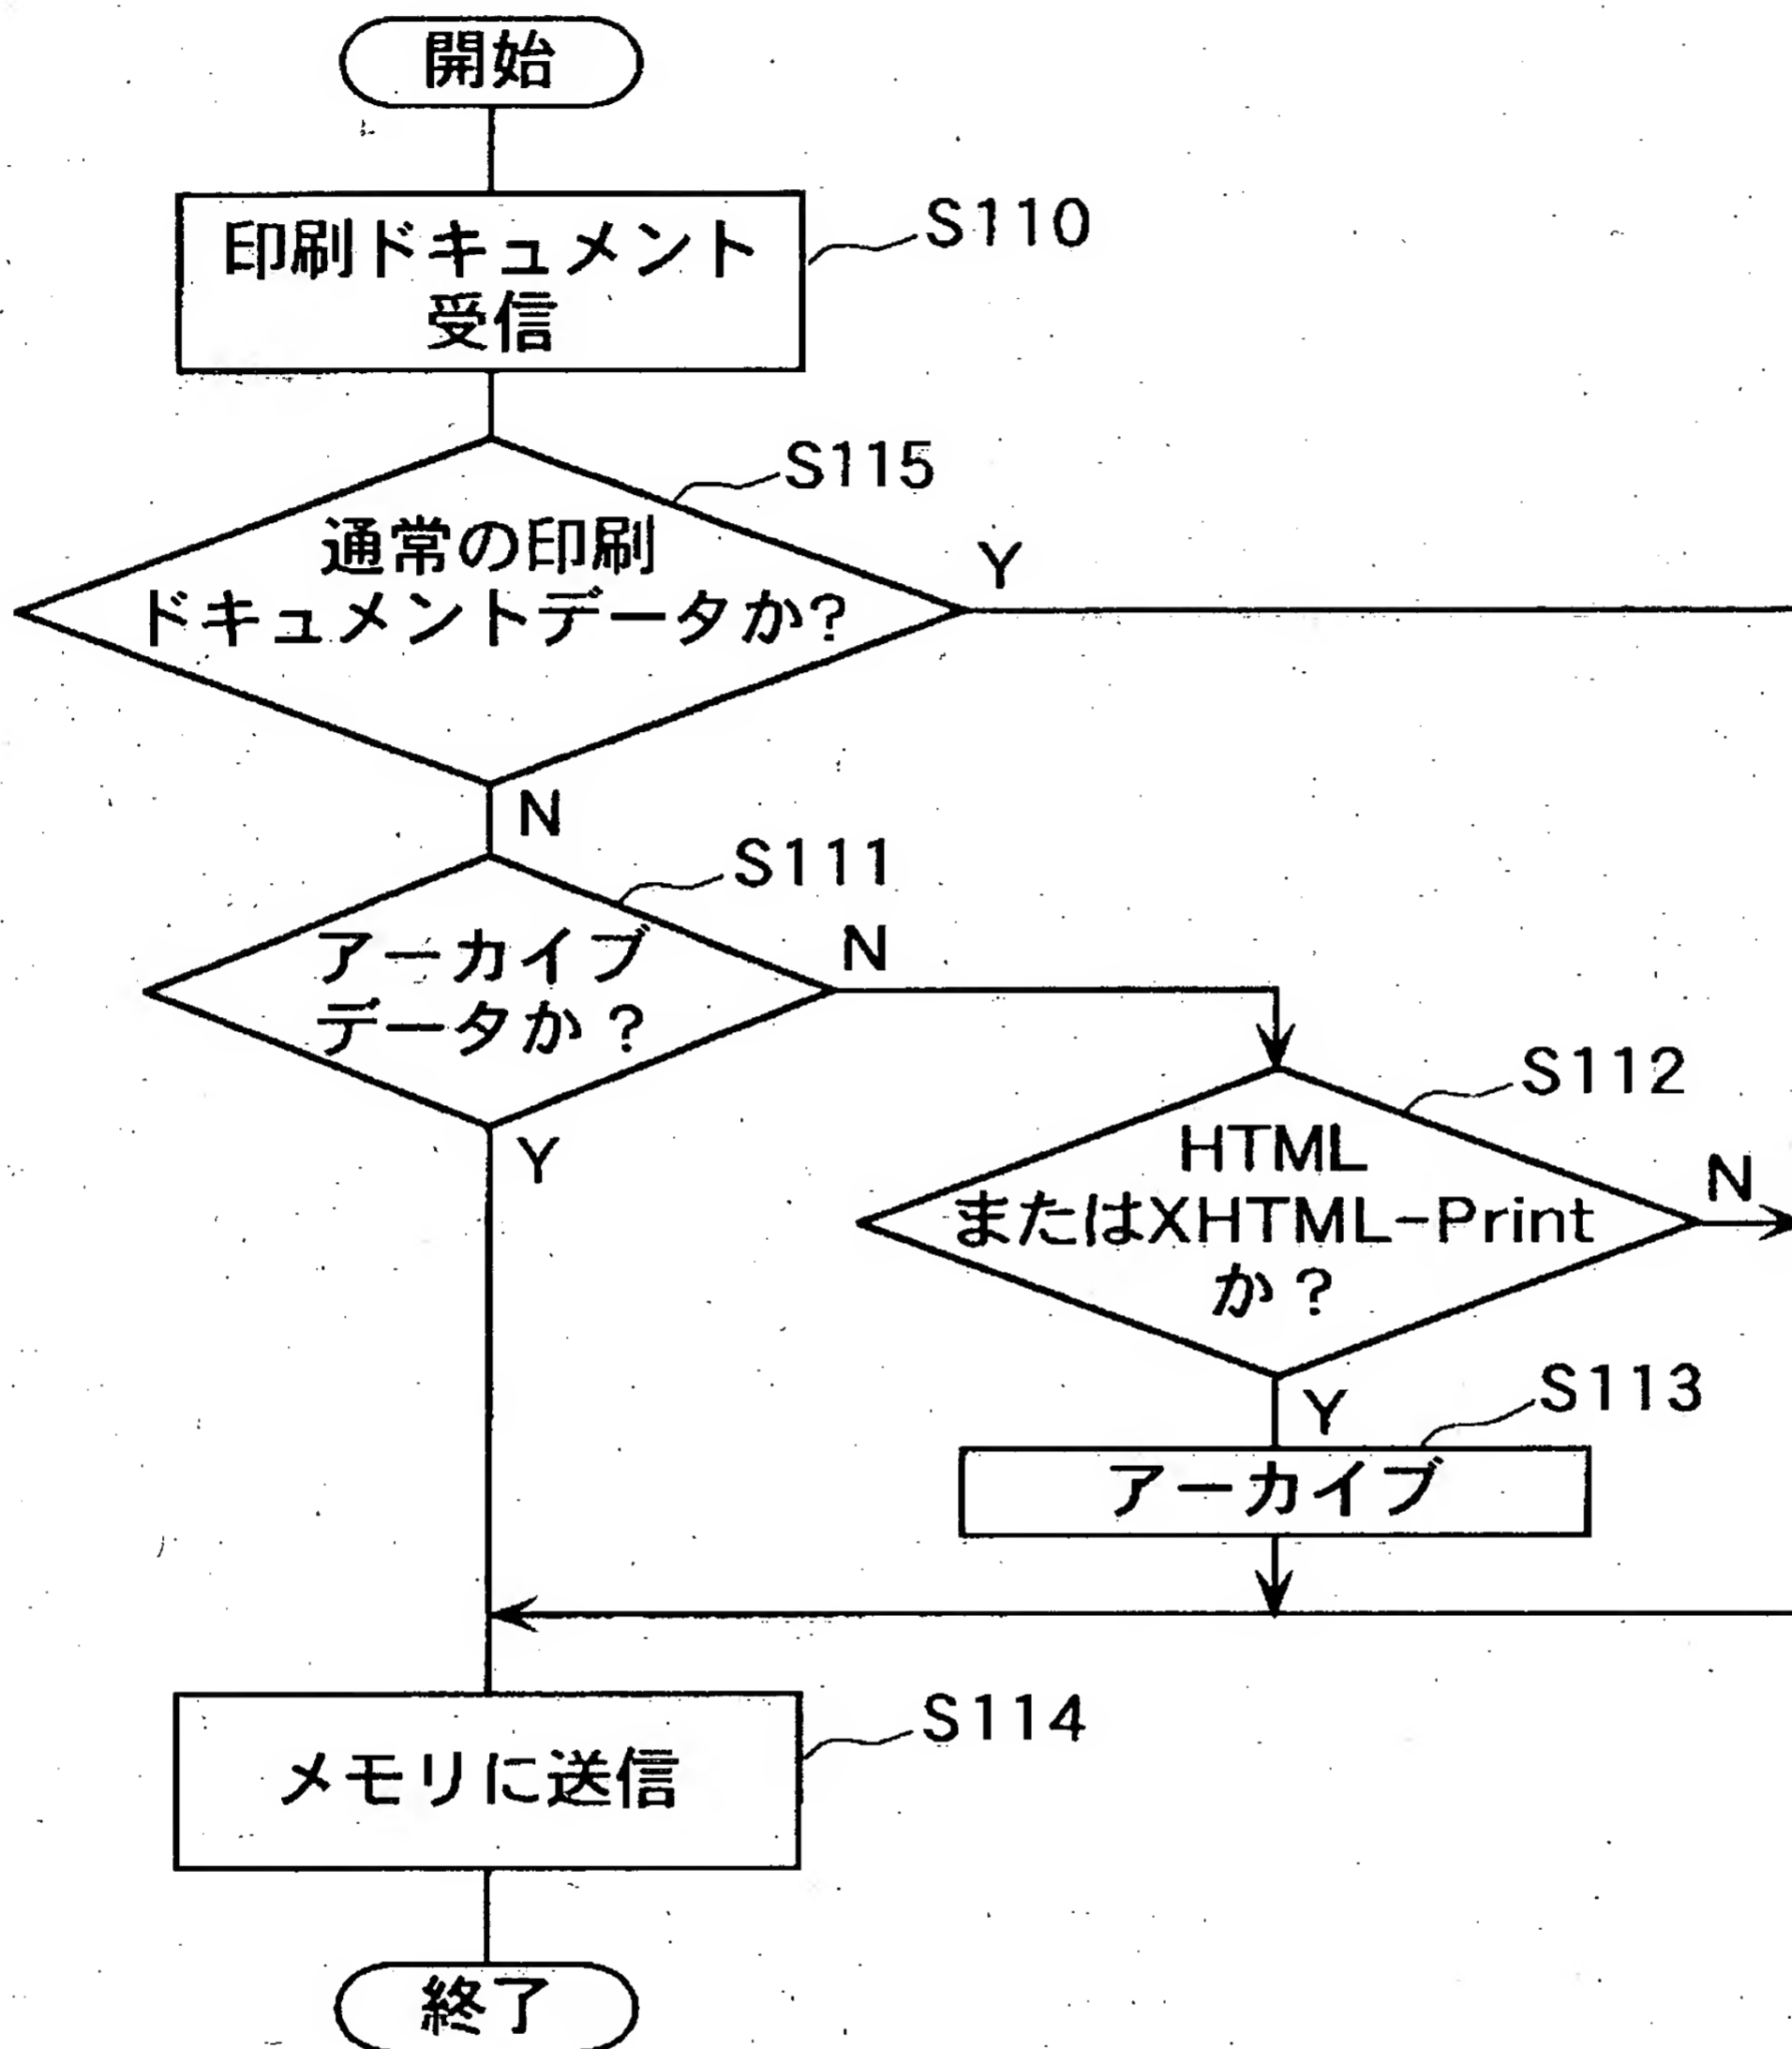 開始
印刷ドキュメント
受信
S110
S115
通常の印刷
ドキュメントデータか?
Y
N
S111
アーカイブ
データか?
N
Y
S112
HTML
またはXHTML-Print
か?
N
Y
S113
アーカイブ
S114
メモリに送信
終了